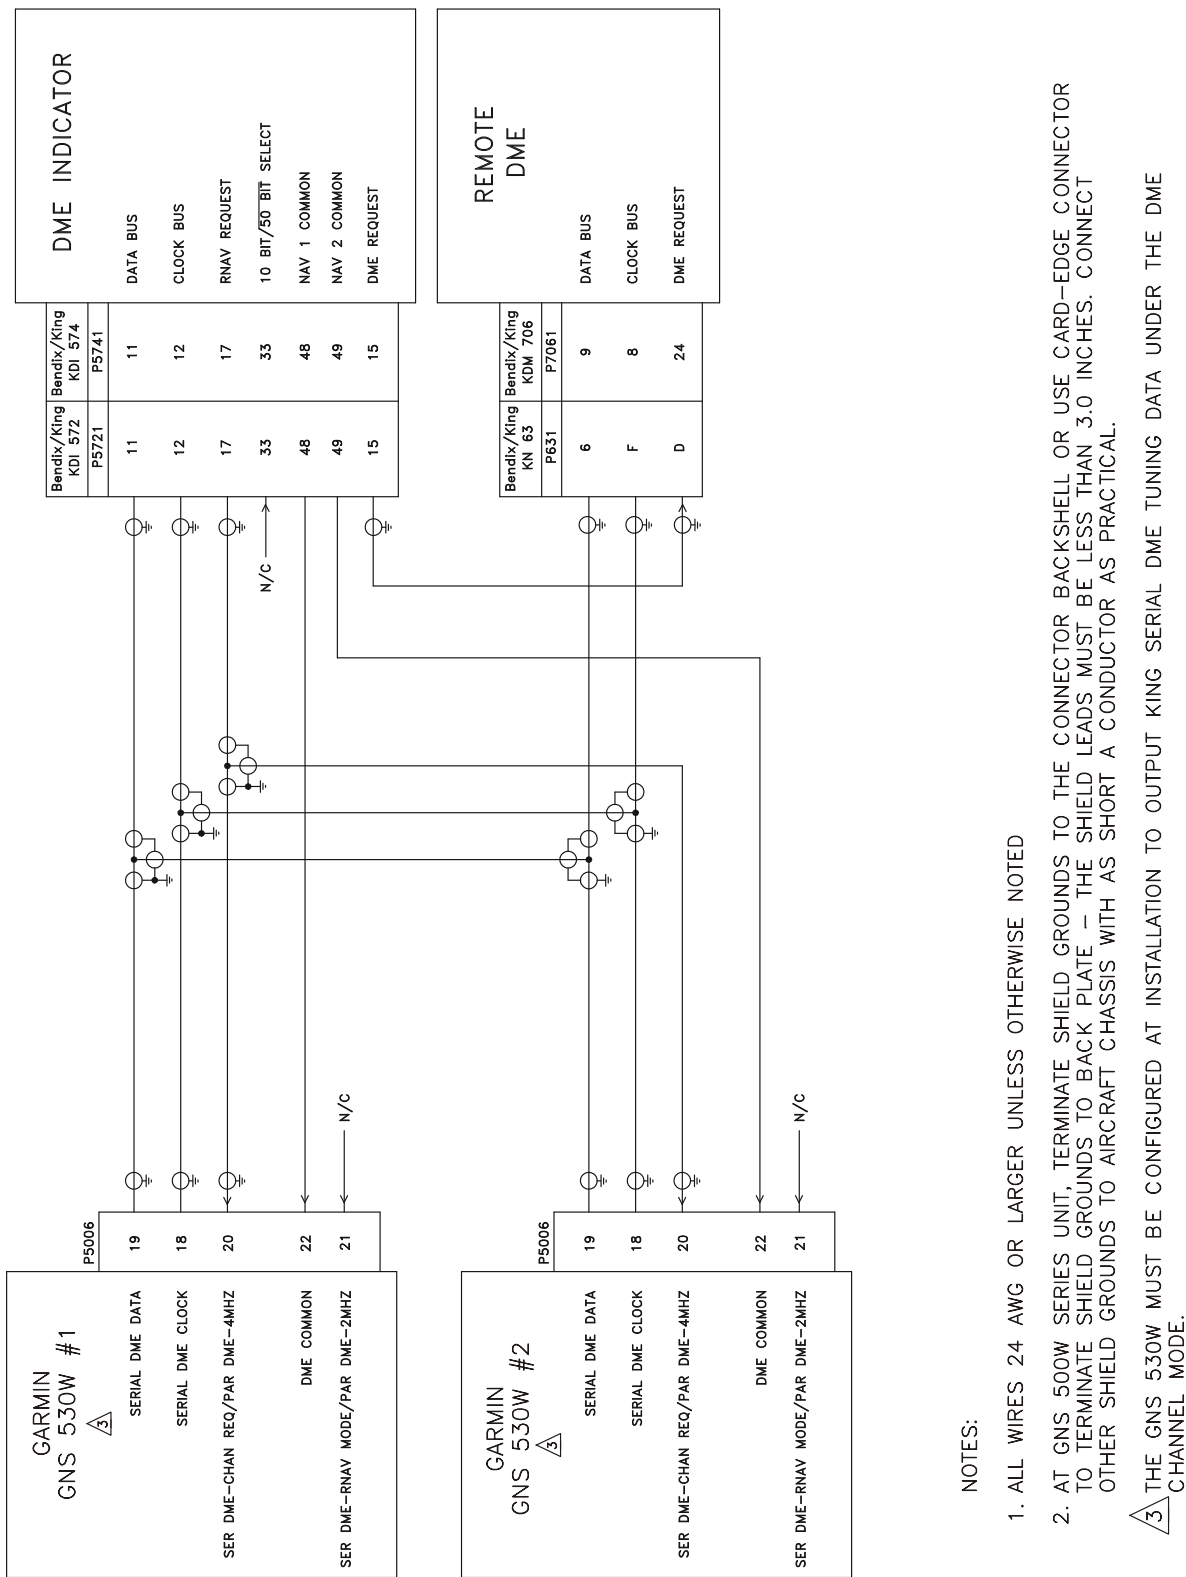 GARMIN
GNS 530W #1
3
P5006
SERIAL DME DATA 19
SERIAL DME CLOCK 18
SER DME-CHAN REQ/PAR DME-4MHZ 20
DME COMMON 22
SER DME-RNAV MODE/PAR DME-2MHZ 21
N/C
N/C
DME INDICATOR
Bendix/King
KDI 572
Bendix/King
KDI 574
P5721 P5741
11 11 DATA BUS
12 12 CLOCK BUS
17 17 RNAV REQUEST
33 33 10 BIT/50 BIT SELECT
48 48 NAV 1 COMMON
49 49 NAV 2 COMMON
15 15 DME REQUEST
GARMIN
GNS 530W #2
3
P5006
SERIAL DME DATA 19
SERIAL DME CLOCK 18
SER DME-CHAN REQ/PAR DME-4MHZ 20
DME COMMON 22
SER DME-RNAV MODE/PAR DME-2MHZ 21
N/C
REMOTE
DME
Bendix/King
KN 63
Bendix/King
KDM 706
P631 P7061
6 9 DATA BUS
F 8 CLOCK BUS
D 24 DME REQUEST
NOTES:
1. ALL WIRES 24 AWG OR LARGER UNLESS OTHERWISE NOTED
2. AT GNS 500W SERIES UNIT, TERMINATE SHIELD GROUNDS TO THE CONNECTOR BACKSHELL OR USE CARD-EDGE CONNECTOR
TO TERMINATE SHIELD GROUNDS TO BACK PLATE - THE SHIELD LEADS MUST BE LESS THAN 3.0 INCHES. CONNECT
OTHER SHIELD GROUNDS TO AIRCRAFT CHASSIS WITH AS SHORT A CONDUCTOR AS PRACTICAL.
3 THE GNS 530W MUST BE CONFIGURED AT INSTALLATION TO OUTPUT KING SERIAL DME TUNING DATA UNDER THE DME
CHANNEL MODE.